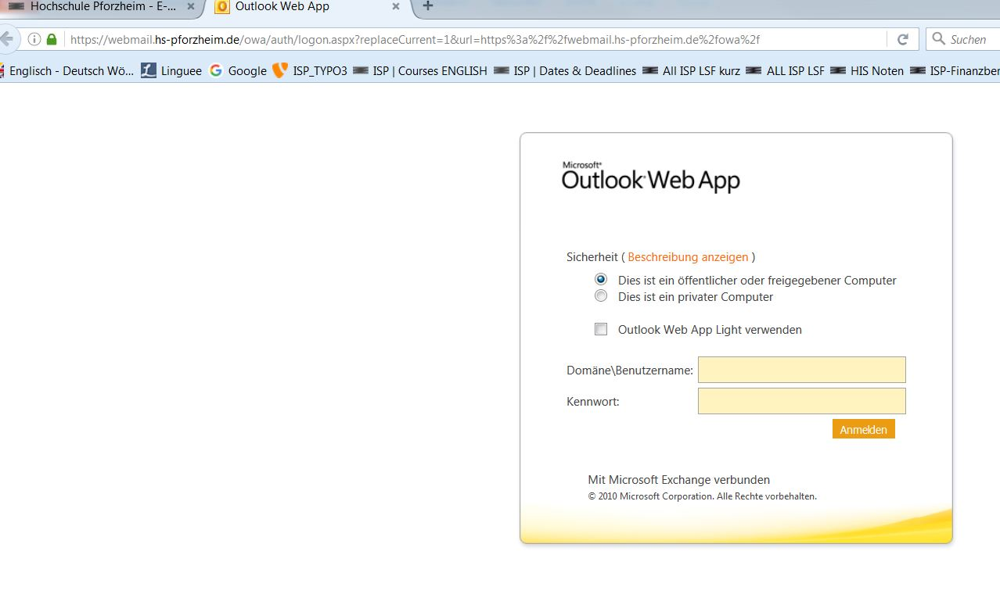 Hochschule Pforzheim - E-...
Outlook Web App
https://webmail.hs-pforzheim.de/owa/auth/logon.aspx?replaceCurrent=1&url=https%3a%2f%2fwebmail.hs-pforzheim.de%2fowa%2f
Suchen
Englisch - Deutsch Wö... Linguee Google ISP_TYPO3 ISP | Courses ENGLISH ISP | Dates & Deadlines All ISP LSF kurz ALL ISP LSF HIS Noten ISP-Finanzber
Microsoft®
Outlook Web App
Sicherheit ( Beschreibung anzeigen )
Dies ist ein öffentlicher oder freigegebener Computer
Dies ist ein privater Computer
Outlook Web App Light verwenden
Domäne\Benutzername:
Kennwort:
Anmelden
Mit Microsoft Exchange verbunden
© 2010 Microsoft Corporation. Alle Rechte vorbehalten.